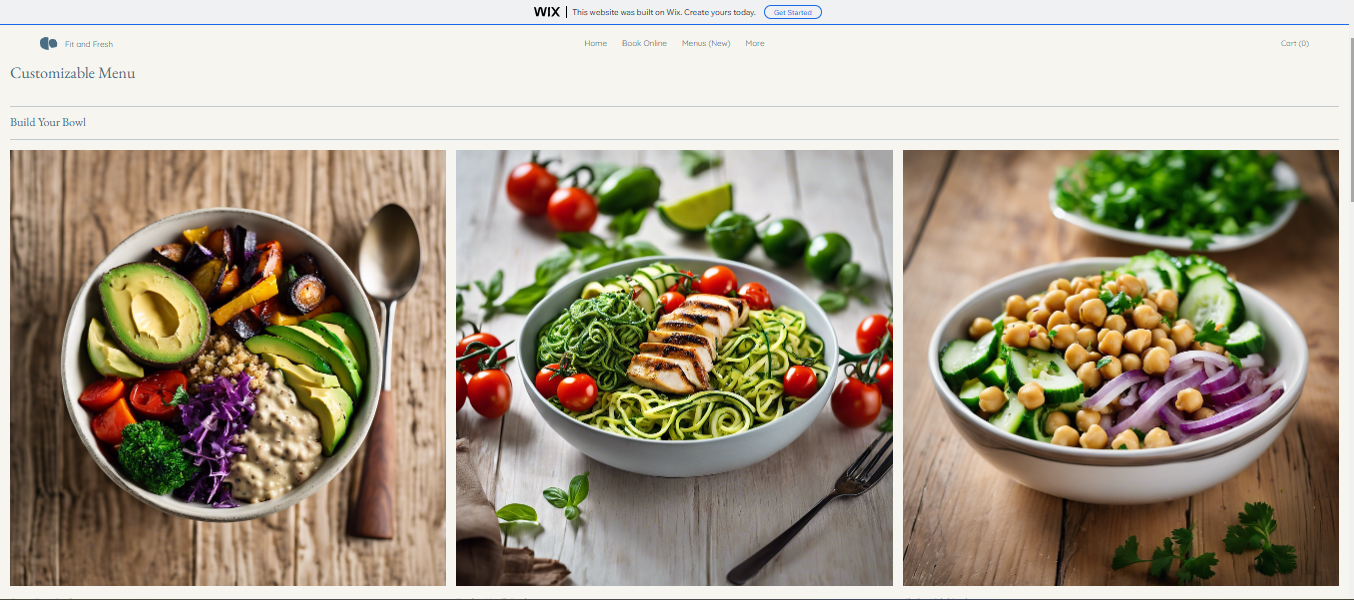 WIX | This website was built on Wix. Create yours today. Get Started
Fit and Fresh Home Book Online Menus (New) More Cart (0)
Customizable Menu
Build Your Bowl